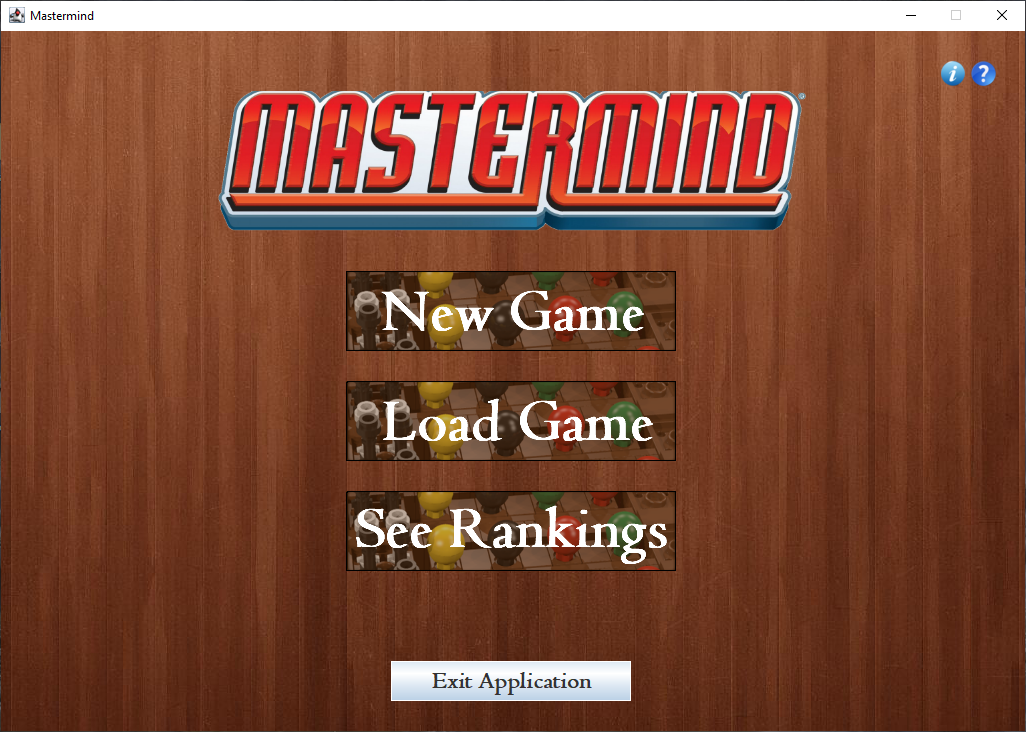 Mastermind
i ?
MASTERMIND
New Game
Load Game
See Rankings
Exit Application